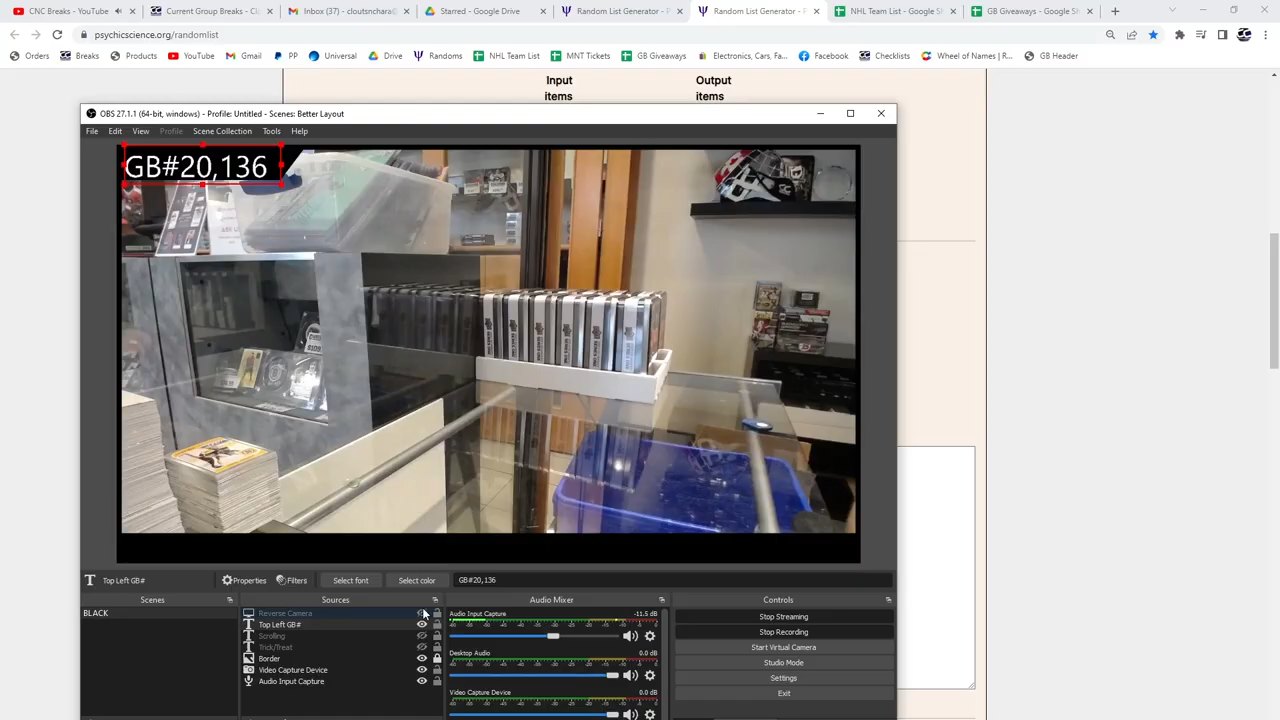 CNC Breaks - YouTube
Current Group Breaks - Cl
Inbox (37) - cloutsnchara
Starred - Google Drive
Random List Generator - P
Random List Generator - P
NHL Team List - Google Sh
GB Giveaways - Google Sh
psychicscience.org/randomlist
Orders
Breaks
Products
YouTube
Gmail
PP
Universal
Drive
Randoms
NHL Team List
MNT Tickets
GB Giveaways
Electronics, Cars, Fa...
Facebook
Checklists
Wheel of Names | R...
GB Header
Input
items
Output
items
OBS 27.1.1 (64-bit, windows) - Profile: Untitled - Scenes: Better Layout
File Edit View Profile Scene Collection Tools Help
GB#20,136
Top Left GB#
Properties
Filters
Select font
Select color
GB#20,136
Scenes
Sources
Audio Mixer
Controls
BLACK
Reverse Camera
Top Left GB#
Scrolling
Trick/Treat
Border
Video Capture Device
Audio Input Capture
Audio Input Capture
-11.5 dB
Desktop Audio
0.0 dB
Video Capture Device
0.0 dB
Stop Streaming
Stop Recording
Start Virtual Camera
Studio Mode
Settings
Exit